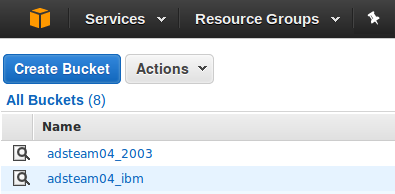 Services Resource Groups
Create Bucket Actions
All Buckets (8)
Name
adsteam04_2003
adsteam04_ibm